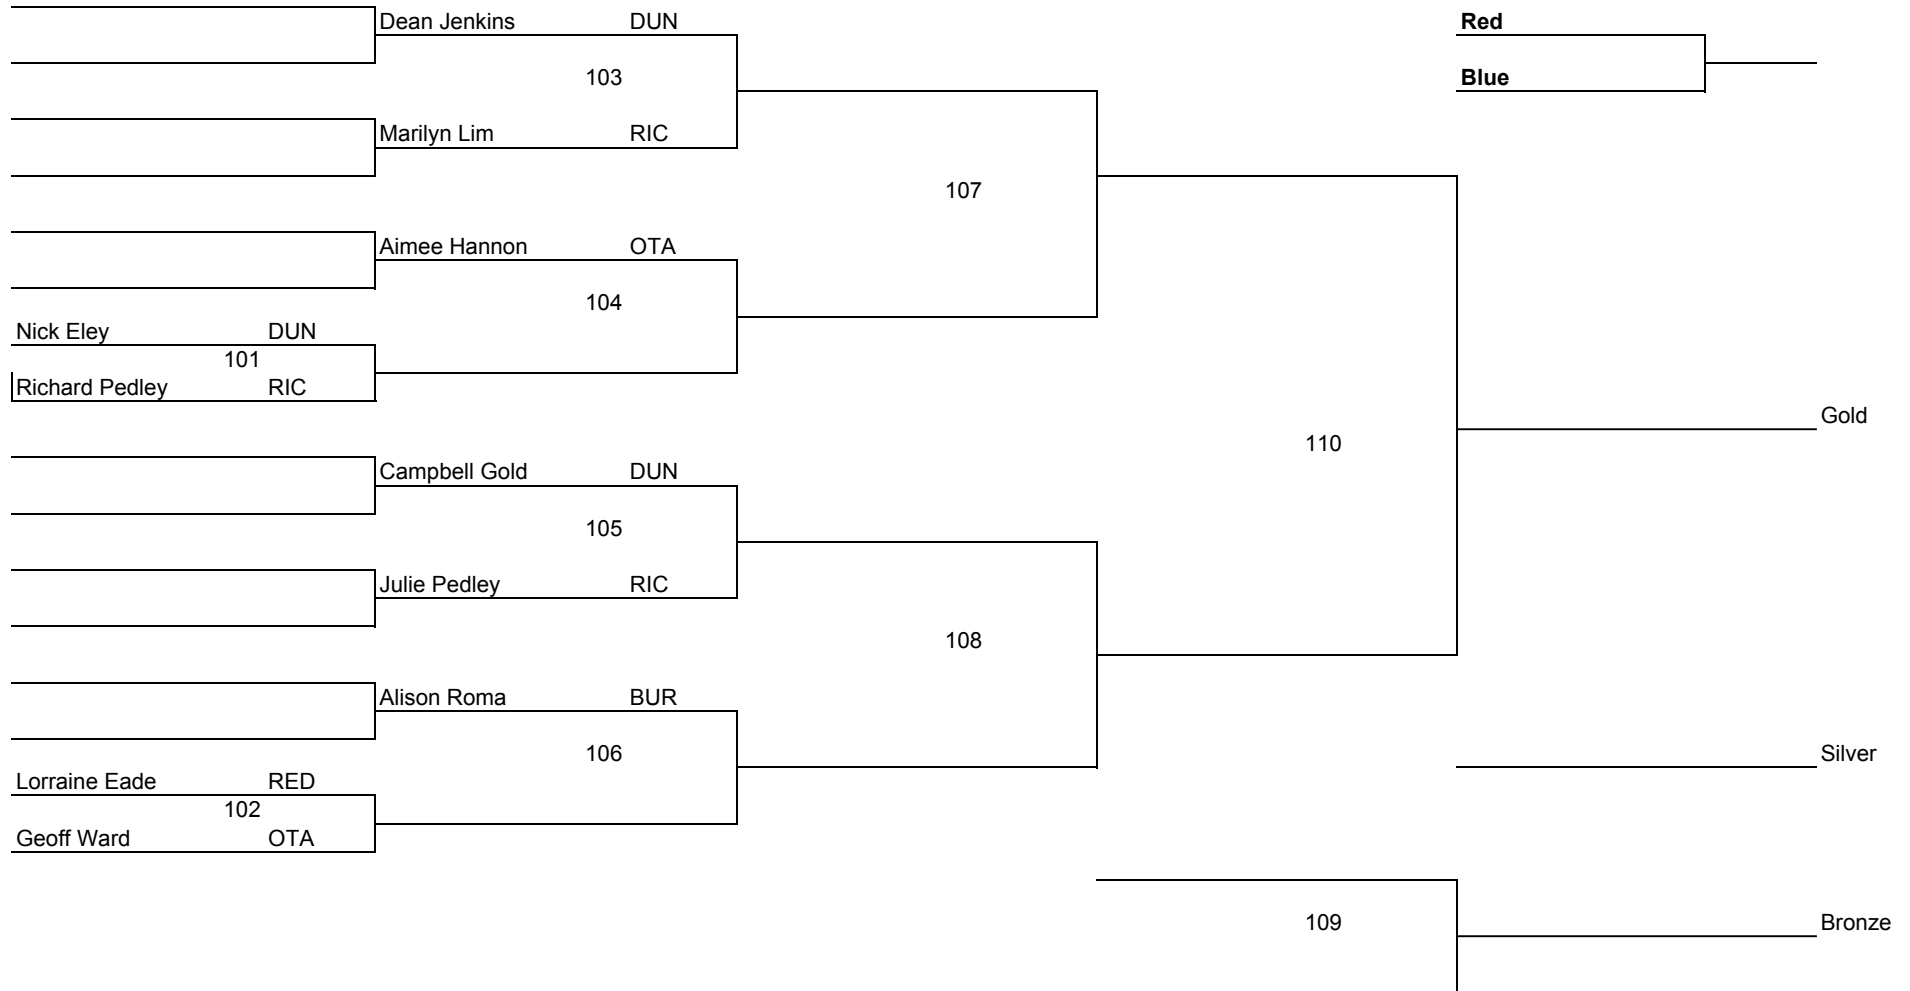 Dean Jenkins DUN
Red
103
Blue
Marilyn Lim RIC
107
Aimee Hannon OTA
104
Nick Eley DUN
101
Richard Pedley RIC
Gold
110
Campbell Gold DUN
105
Julie Pedley RIC
108
Alison Roma BUR
106
Silver
Lorraine Eade RED
102
Geoff Ward OTA
109
Bronze